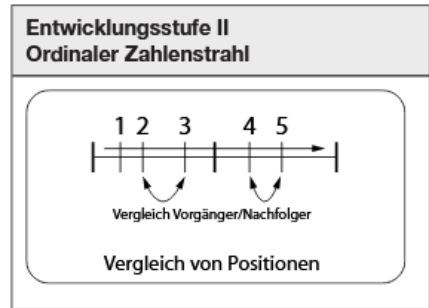 Entwicklungsstufe II
Ordinaler Zahlenstrahl
1 2 3 4 5
Vergleich Vorgänger/Nachfolger
Vergleich von Positionen